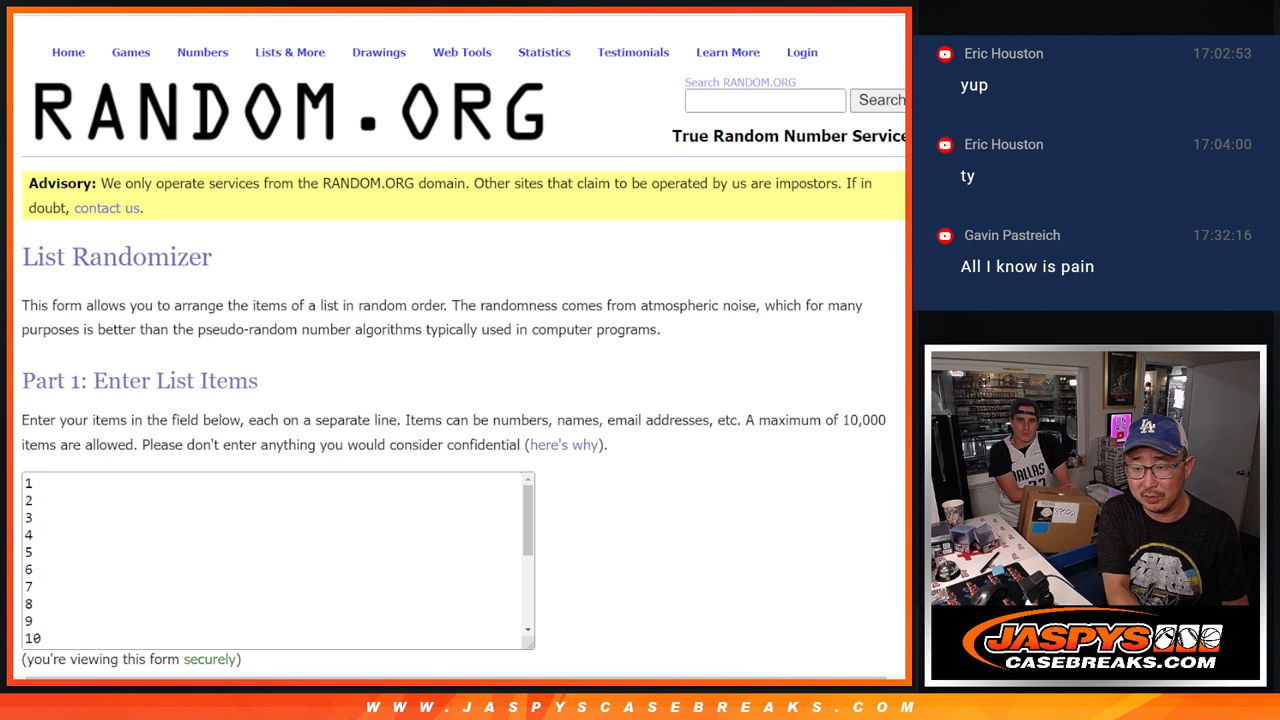 Home Games Numbers Lists & More Drawings Web Tools Statistics Testimonials Learn More Login
RANDOM.ORG
Search RANDOM.ORG
Search
True Random Number Service
Advisory: We only operate services from the RANDOM.ORG domain. Other sites that claim to be operated by us are impostors. If in
doubt, contact us.
List Randomizer
This form allows you to arrange the items of a list in random order. The randomness comes from atmospheric noise, which for many
purposes is better than the pseudo-random number algorithms typically used in computer programs.
Part 1: Enter List Items
Enter your items in the field below, each on a separate line. Items can be numbers, names, email addresses, etc. A maximum of 10,000
items are allowed. Please don't enter anything you would consider confidential (here's why).
1
2
3
4
5
6
7
8
9
10
(you're viewing this form securely)
Eric Houston 17:02:53
yup
Eric Houston 17:04:00
ty
Gavin Pastreich 17:32:16
All I know is pain
DALLAS
LA
STAR WARS
JASPYS
CASEBREAKS.COM
WWW.JASPYSCASEBREAKS.COM